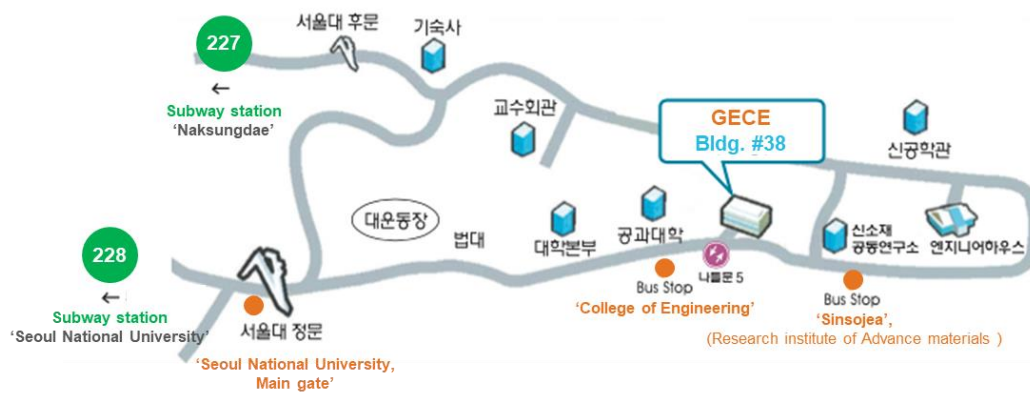 227
←
Subway station
‘Naksungdae’
서울대 후문
기숙사
교수회관
GECE
Bldg. #38
신공학관
228
←
Subway station
‘Seoul National University’
대운동장
법대
대학본부
공과대학
나들문 5
신소재
공동연구소
엔지니어하우스
서울대 정문
‘Seoul National University,
Main gate’
Bus Stop
‘College of Engineering’
Bus Stop
‘Sinsojea’,
(Research institute of Advance materials )